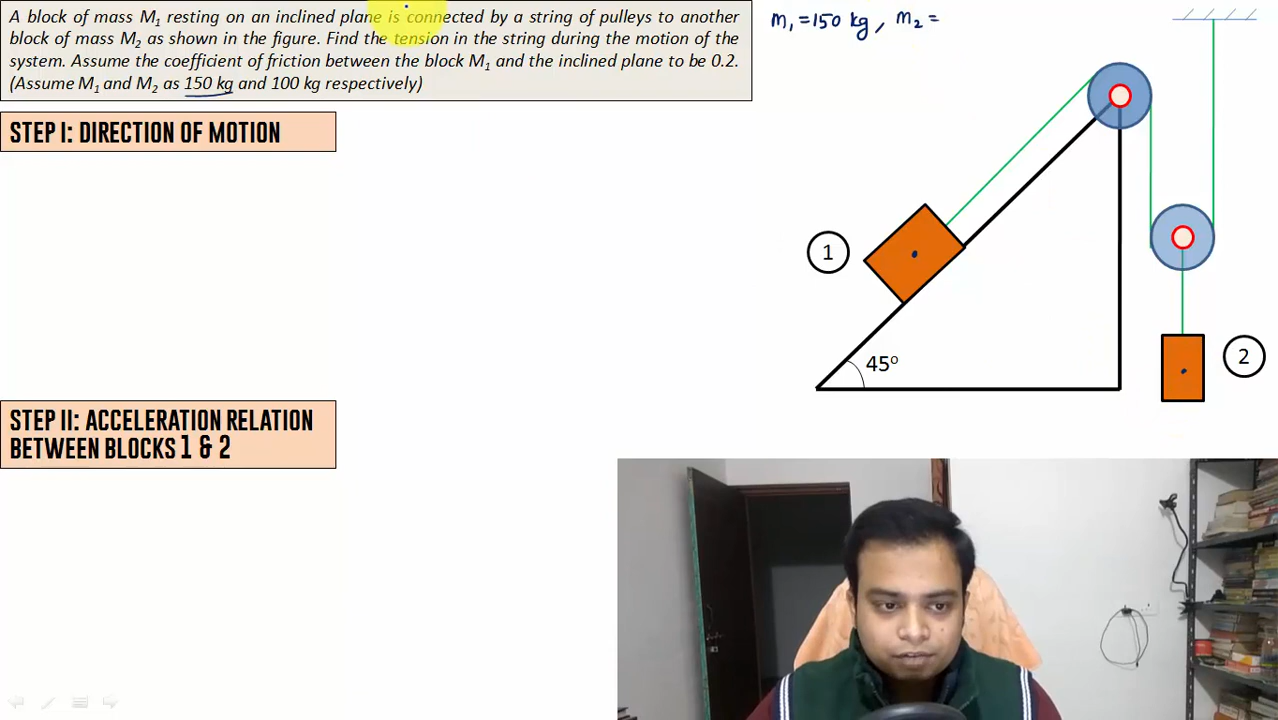 A block of mass M₁ resting on an inclined plane is connected by a string of pulleys to another
block of mass M₂ as shown in the figure. Find the tension in the string during the motion of the
system. Assume the coefficient of friction between the block M₁ and the inclined plane to be 0.2.
(Assume M₁ and M₂ as 150 kg and 100 kg respectively)
m₁ = 150 kg, m₂ =
STEP I: DIRECTION OF MOTION
1
45º
2
STEP II: ACCELERATION RELATION
BETWEEN BLOCKS 1 & 2